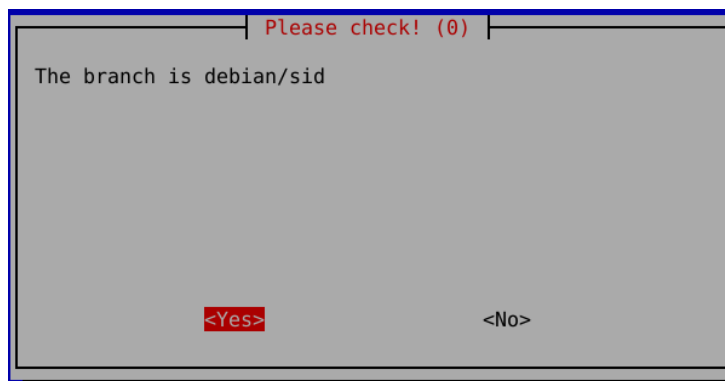 Please check! (0)
The branch is debian/sid
<Yes> <No>